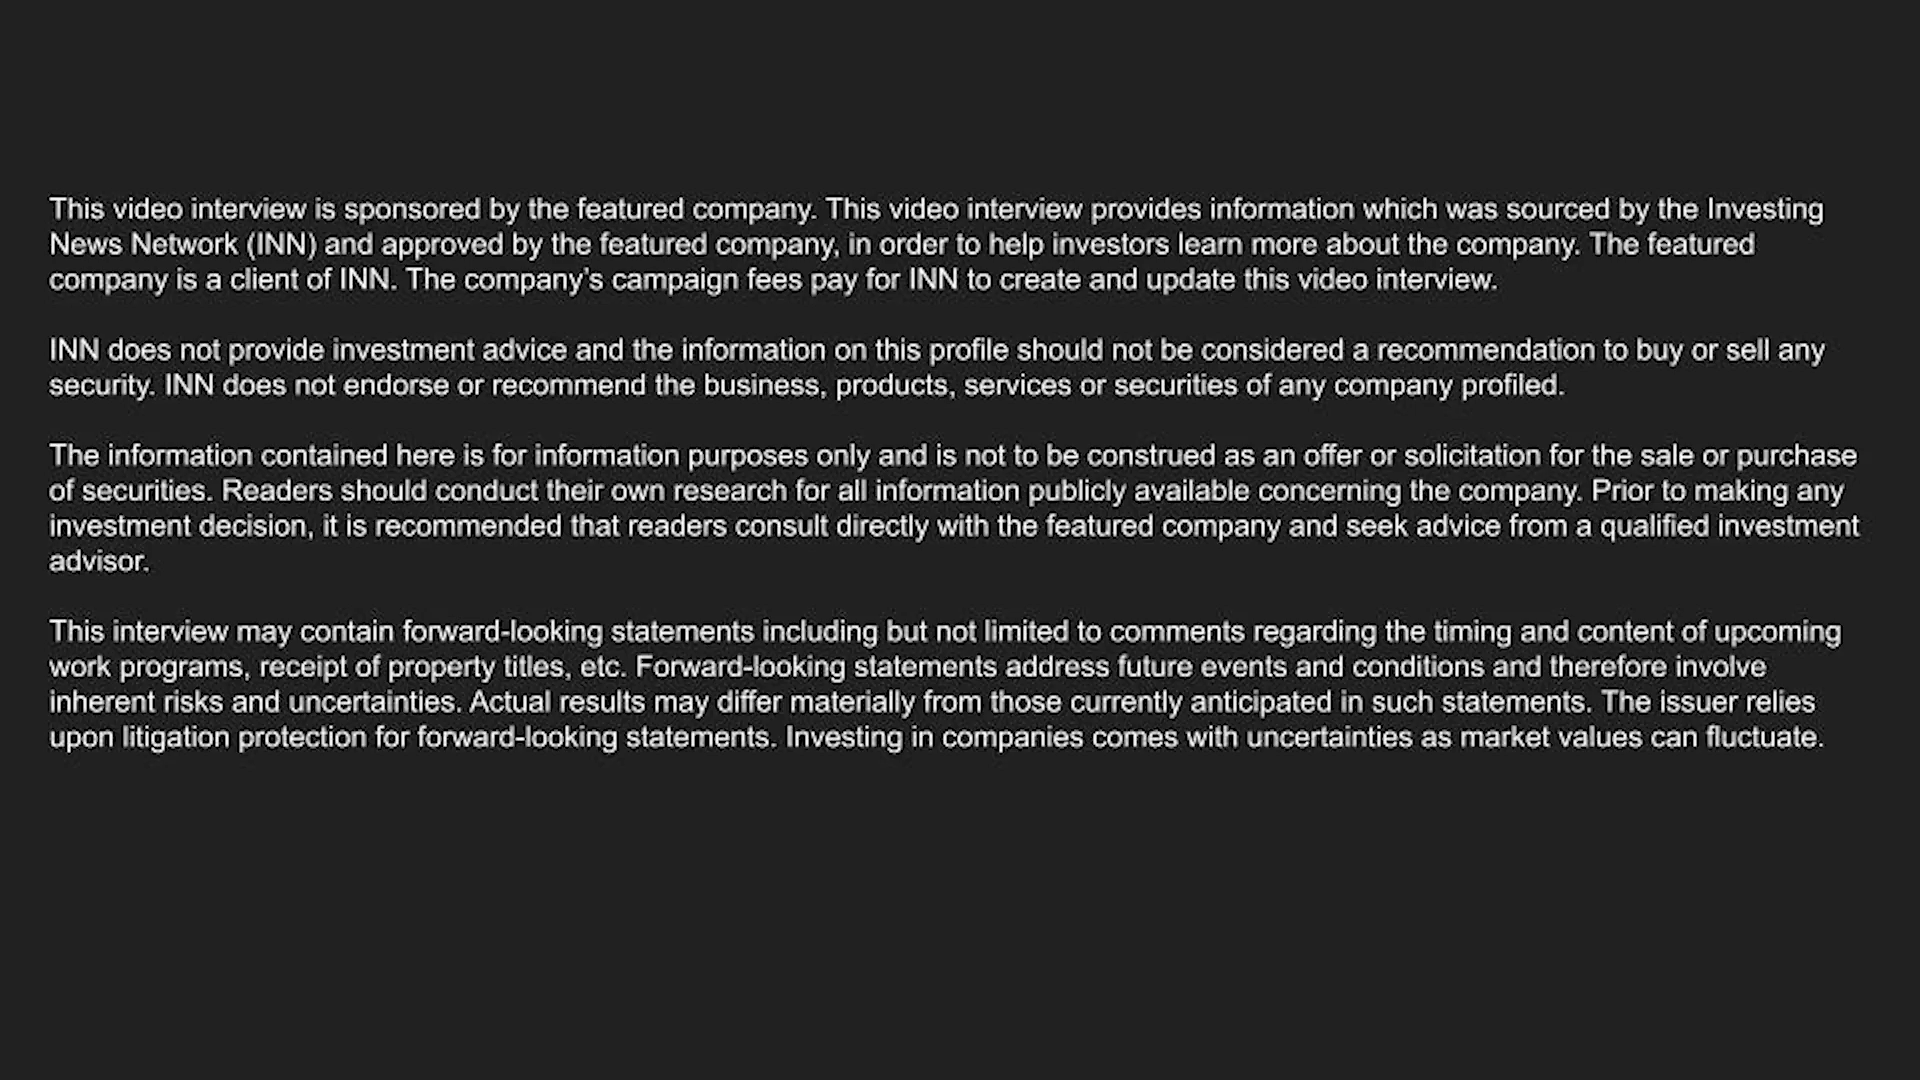 This video interview is sponsored by the featured company. This video interview provides information which was sourced by the Investing
News Network (INN) and approved by the featured company, in order to help investors learn more about the company. The featured
company is a client of INN. The company’s campaign fees pay for INN to create and update this video interview.
INN does not provide investment advice and the information on this profile should not be considered a recommendation to buy or sell any
security. INN does not endorse or recommend the business, products, services or securities of any company profiled.
The information contained here is for information purposes only and is not to be construed as an offer or solicitation for the sale or purchase
of securities. Readers should conduct their own research for all information publicly available concerning the company. Prior to making any
investment decision, it is recommended that readers consult directly with the featured company and seek advice from a qualified investment
advisor.
This interview may contain forward-looking statements including but not limited to comments regarding the timing and content of upcoming
work programs, receipt of property titles, etc. Forward-looking statements address future events and conditions and therefore involve
inherent risks and uncertainties. Actual results may differ materially from those currently anticipated in such statements. The issuer relies
upon litigation protection for forward-looking statements. Investing in companies comes with uncertainties as market values can fluctuate.